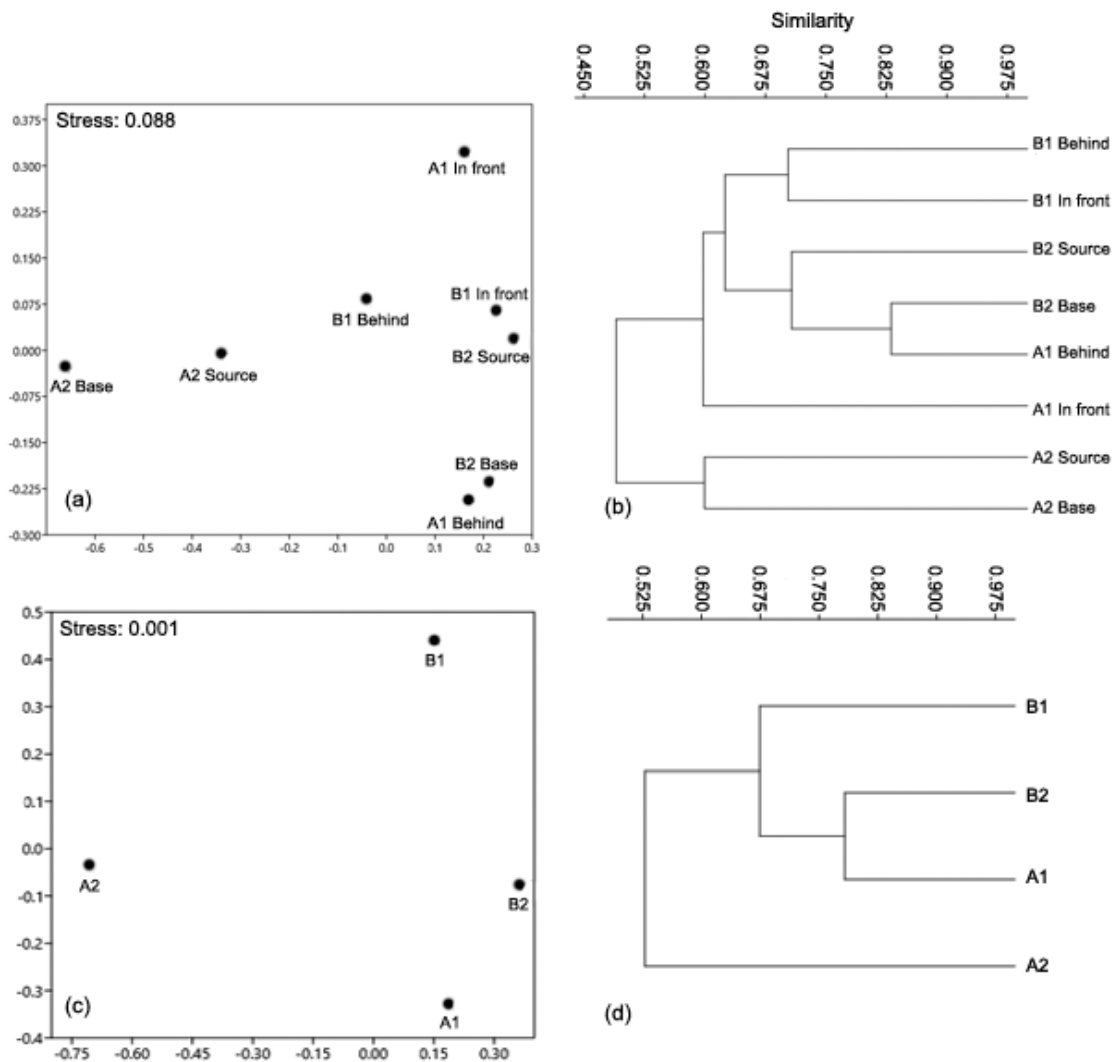 Stress: 0.088
0.375
0.300
0.225
0.150
0.075
0.000
-0.075
-0.150
-0.225
-0.300
A1 In front
B1 In front
B1 Behind
B2 Source
A2 Source
A2 Base
B2 Base
A1 Behind
(a)
-0.6 -0.5 -0.4 -0.3 -0.2 -0.1 0.0 0.1 0.2 0.3
Similarity
0.450 0.525 0.600 0.675 0.750 0.825 0.900 0.975
B1 Behind
B1 In front
B2 Source
B2 Base
A1 Behind
A1 In front
A2 Source
A2 Base
(b)
Stress: 0.001
0.5
0.4
0.3
0.2
0.1
0.0
-0.1
-0.2
-0.3
-0.4
B1
A2
B2
A1
(c)
-0.75 -0.60 -0.45 -0.30 -0.15 0.00 0.15 0.30
0.525 0.600 0.675 0.750 0.825 0.900 0.975
B1
B2
A1
A2
(d)